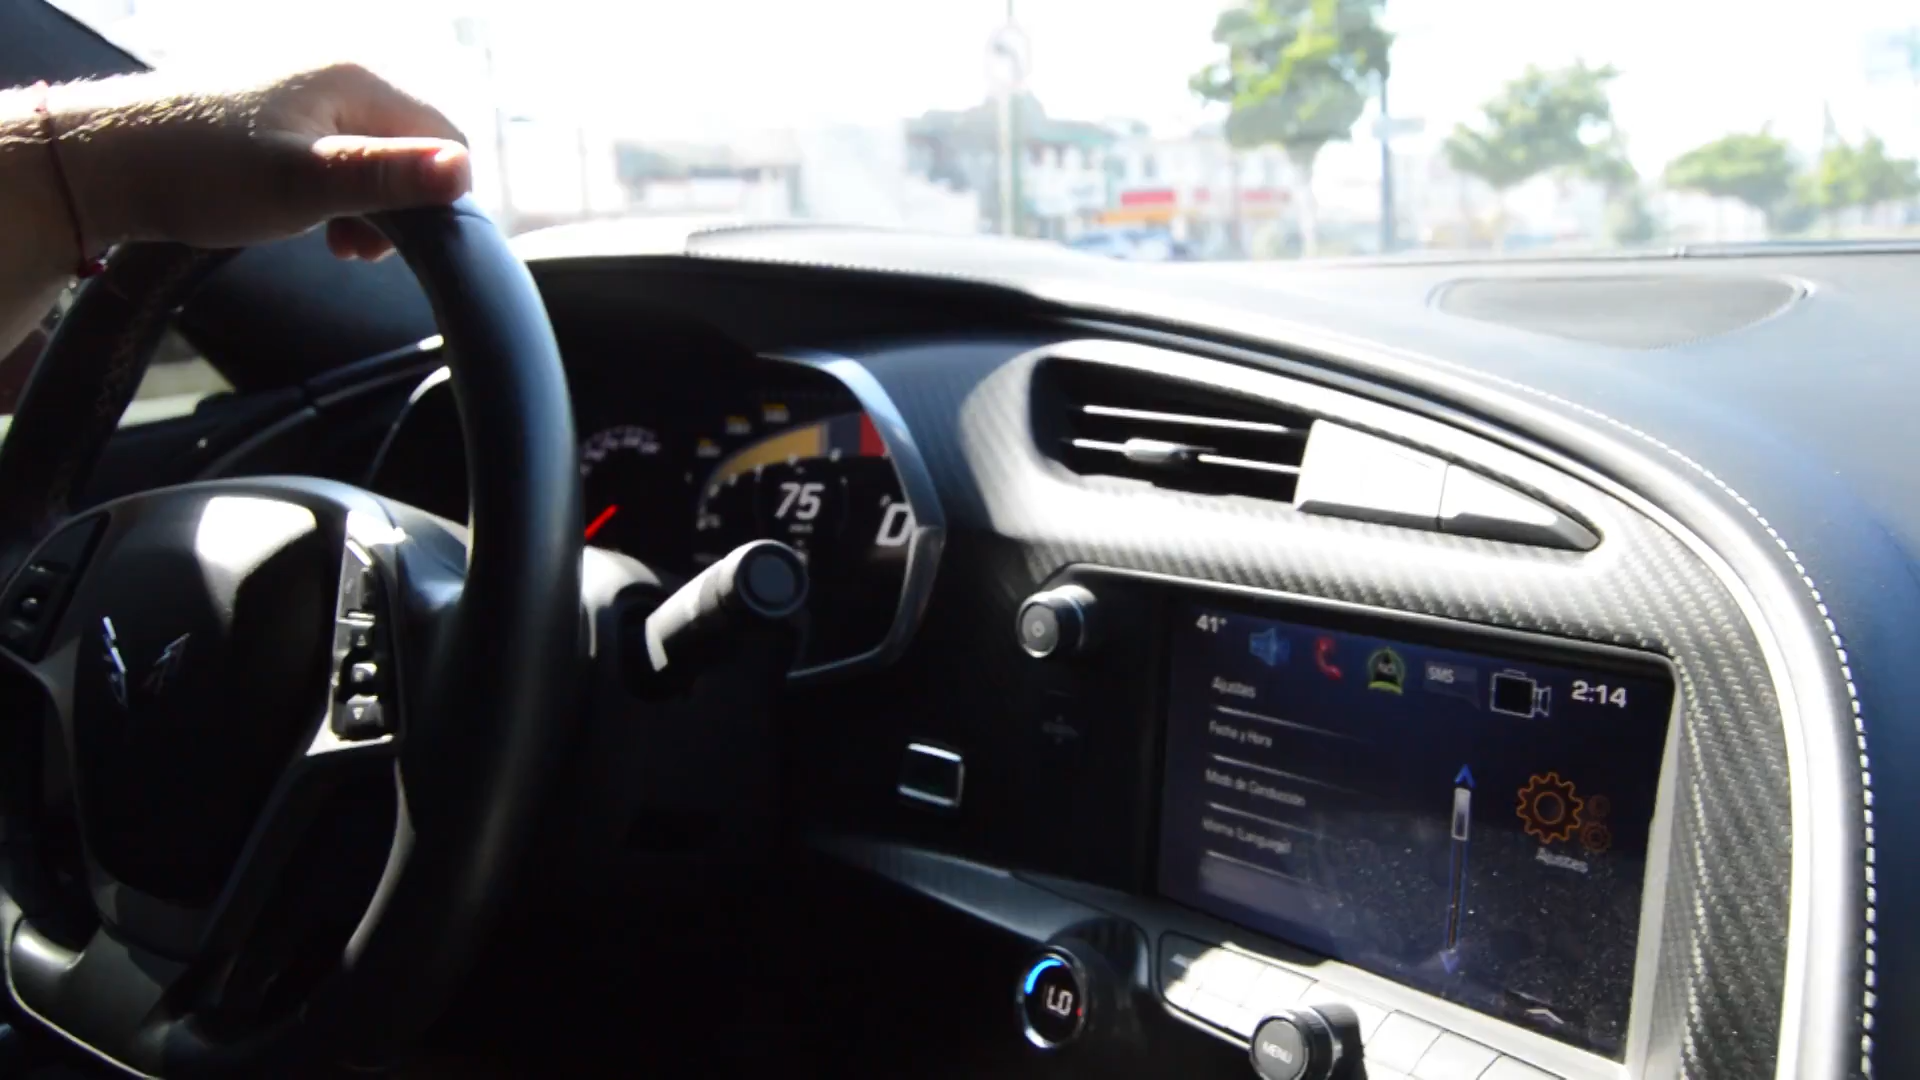 75
D
41°
SMS
2:14
Ajustes
Fecha y Hora
Modo de Conducción
Idioma (Language)
Ajustes
LO
MENU